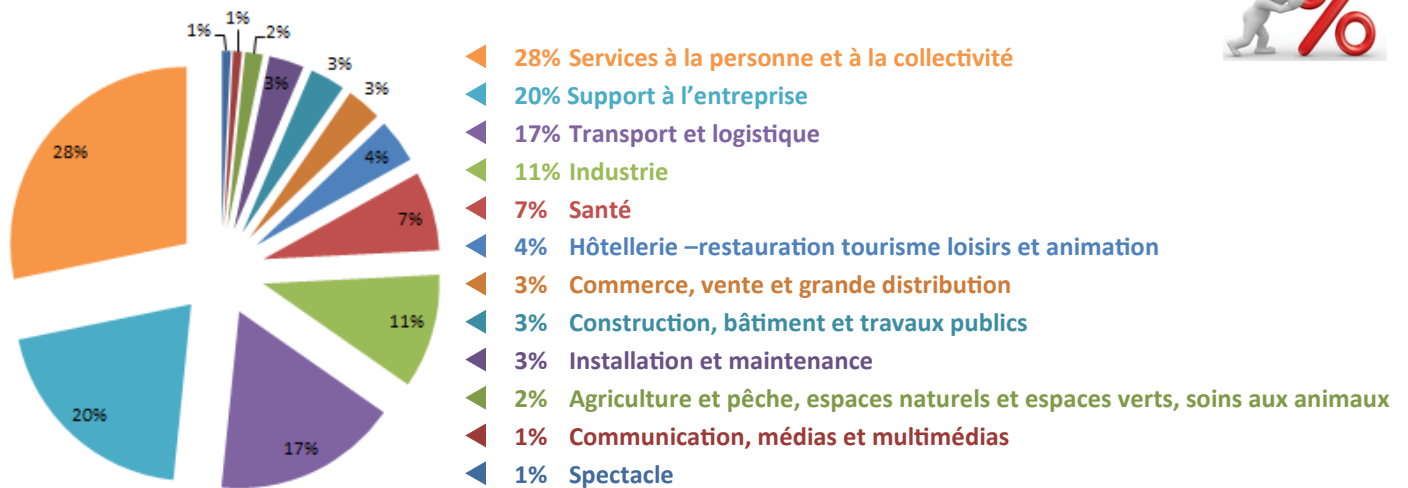 1%
1%
2%
3%
3%
3%
4%
7%
11%
17%
20%
28%
%
28% Services à la personne et à la collectivité
20% Support à l’entreprise
17% Transport et logistique
11% Industrie
7% Santé
4% Hôtellerie –restauration tourisme loisirs et animation
3% Commerce, vente et grande distribution
3% Construction, bâtiment et travaux publics
3% Installation et maintenance
2% Agriculture et pêche, espaces naturels et espaces verts, soins aux animaux
1% Communication, médias et multimédias
1% Spectacle